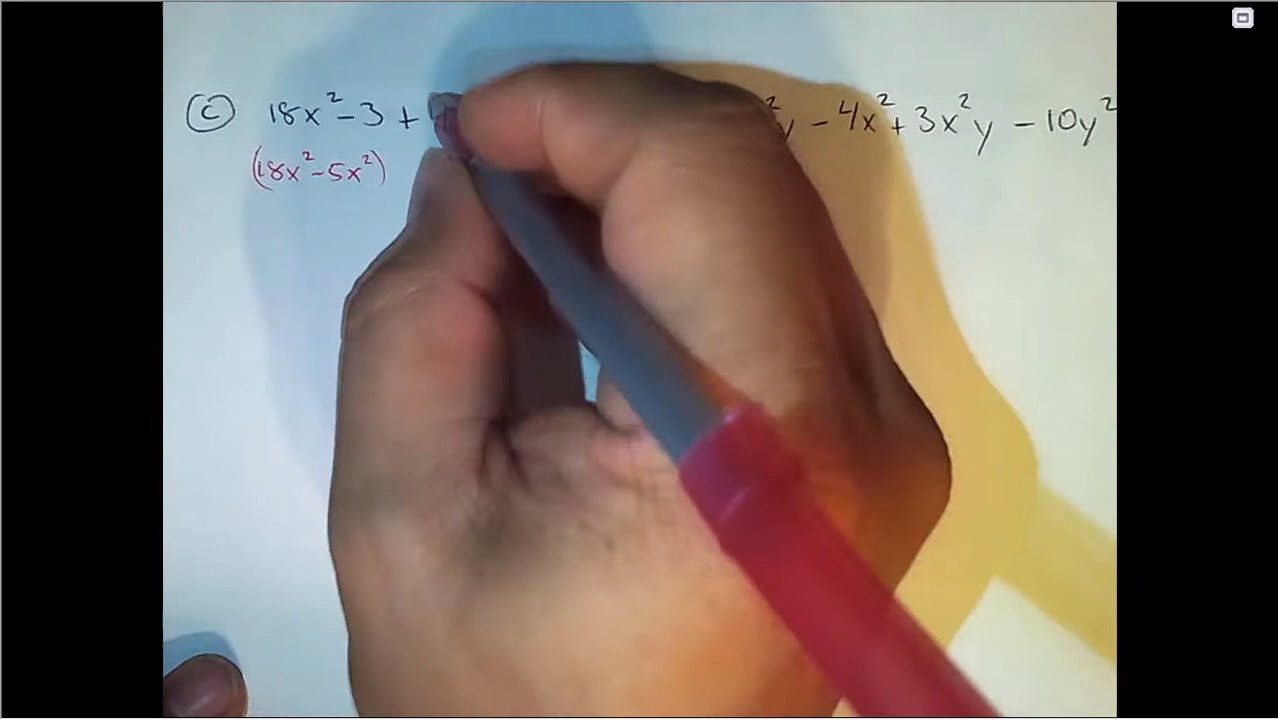 Ⓒ 18x² - 3 + y - 4x² + 3x²y - 10y²
(18x² - 5x²)